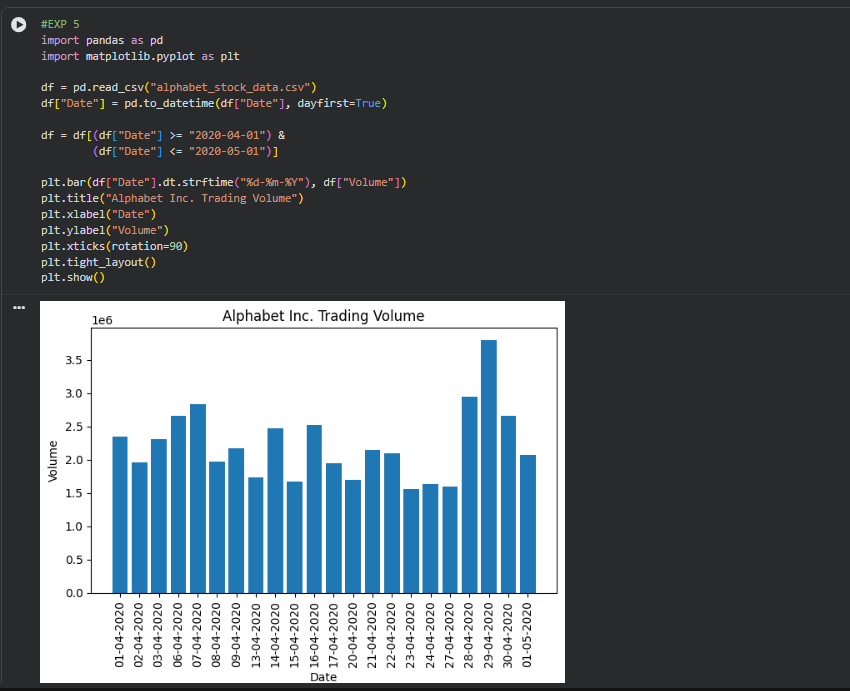 #EXP 5
import pandas as pd
import matplotlib.pyplot as plt
df = pd.read_csv("alphabet_stock_data.csv")
df["Date"] = pd.to_datetime(df["Date"], dayfirst=True)
df = df[(df["Date"] >= "2020-04-01") &
(df["Date"] <= "2020-05-01")]
plt.bar(df["Date"].dt.strftime("%d-%m-%Y"), df["Volume"])
plt.title("Alphabet Inc. Trading Volume")
plt.xlabel("Date")
plt.ylabel("Volume")
plt.xticks(rotation=90)
plt.tight_layout()
plt.show()
Alphabet Inc. Trading Volume
1e6
3.5
3.0
2.5
2.0
1.5
1.0
0.5
0.0
Volume
01-04-2020
02-04-2020
03-04-2020
06-04-2020
07-04-2020
08-04-2020
09-04-2020
13-04-2020
14-04-2020
15-04-2020
16-04-2020
17-04-2020
20-04-2020
21-04-2020
22-04-2020
23-04-2020
24-04-2020
27-04-2020
28-04-2020
29-04-2020
30-04-2020
01-05-2020
Date